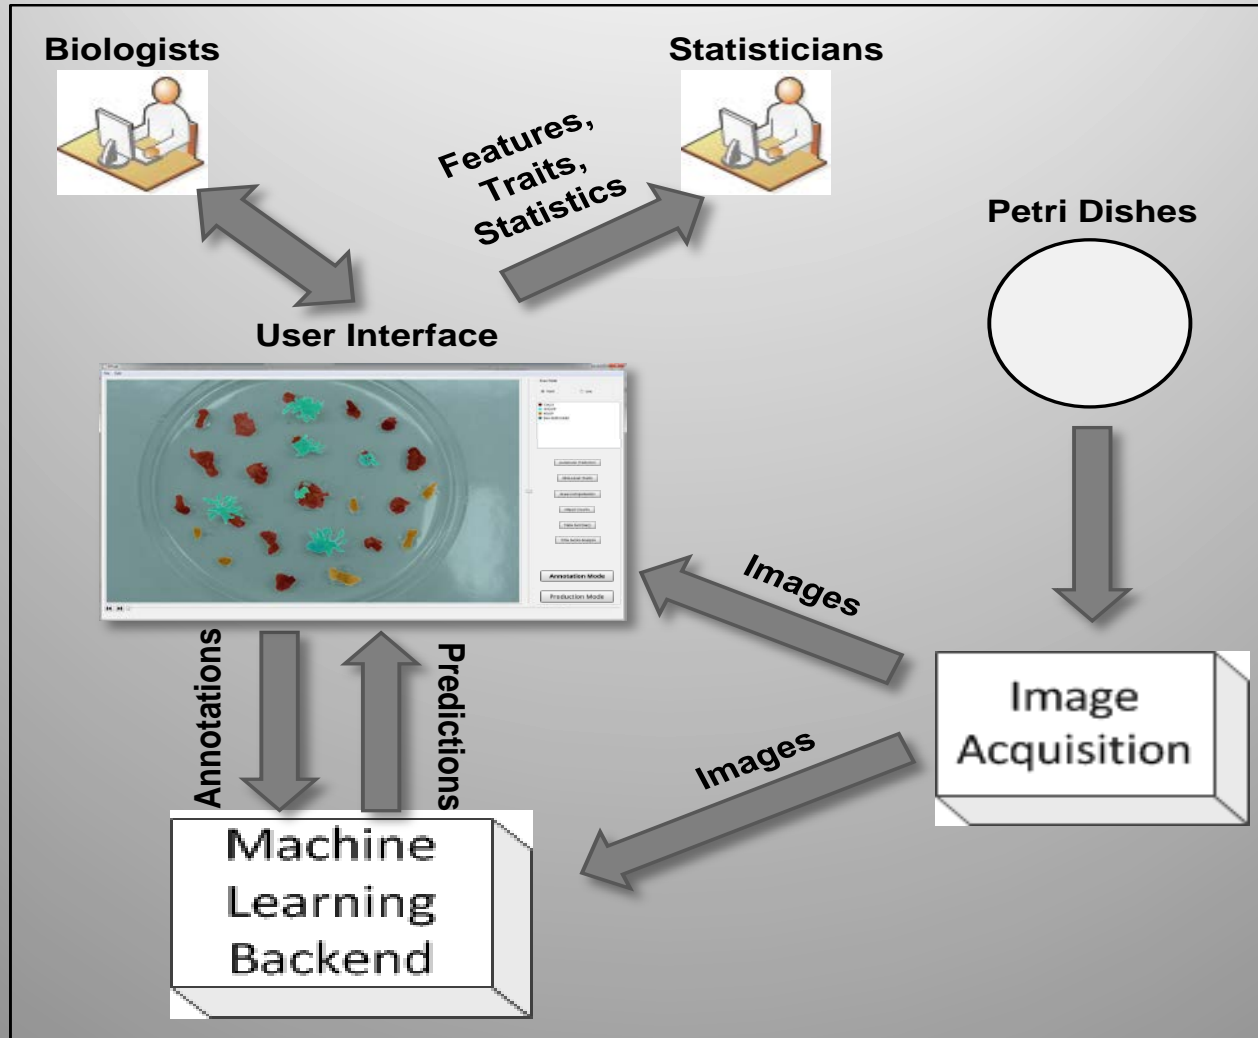 Biologists
Statisticians
Features,
Traits,
Statistics
Petri Dishes
User Interface
Annotation Mode
Production Mode
Images
Images
Annotations
Predictions
Image
Acquisition
Machine
Learning
Backend